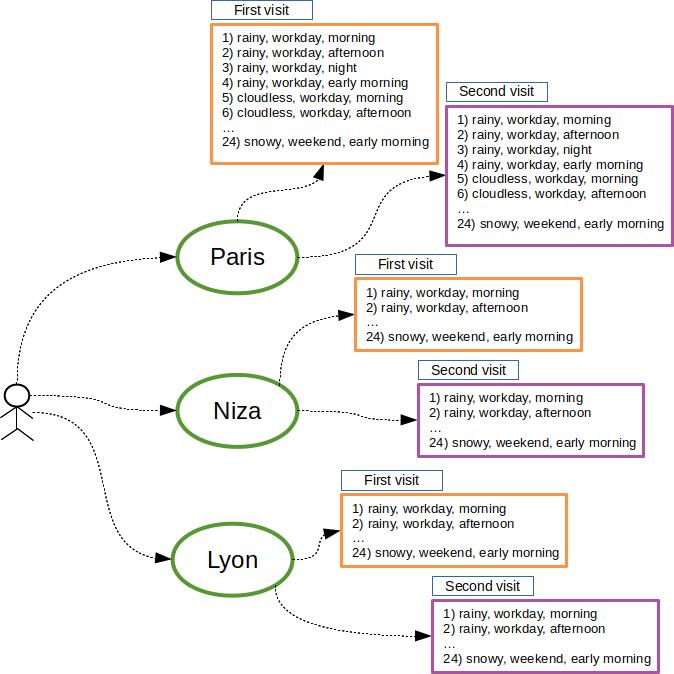 First visit
1) rainy, workday, morning
2) rainy, workday, afternoon
3) rainy, workday, night
4) rainy, workday, early morning
5) cloudless, workday, morning
6) cloudless, workday, afternoon
...
24) snowy, weekend, early morning
Second visit
1) rainy, workday, morning
2) rainy, workday, afternoon
3) rainy, workday, night
4) rainy, workday, early morning
5) cloudless, workday, morning
6) cloudless, workday, afternoon
...
24) snowy, weekend, early morning
Paris
First visit
1) rainy, workday, morning
2) rainy, workday, afternoon
...
24) snowy, weekend, early morning
Second visit
1) rainy, workday, morning
2) rainy, workday, afternoon
...
24) snowy, weekend, early morning
Niza
First visit
1) rainy, workday, morning
2) rainy, workday, afternoon
...
24) snowy, weekend, early morning
Lyon
Second visit
1) rainy, workday, morning
2) rainy, workday, afternoon
...
24) snowy, weekend, early morning